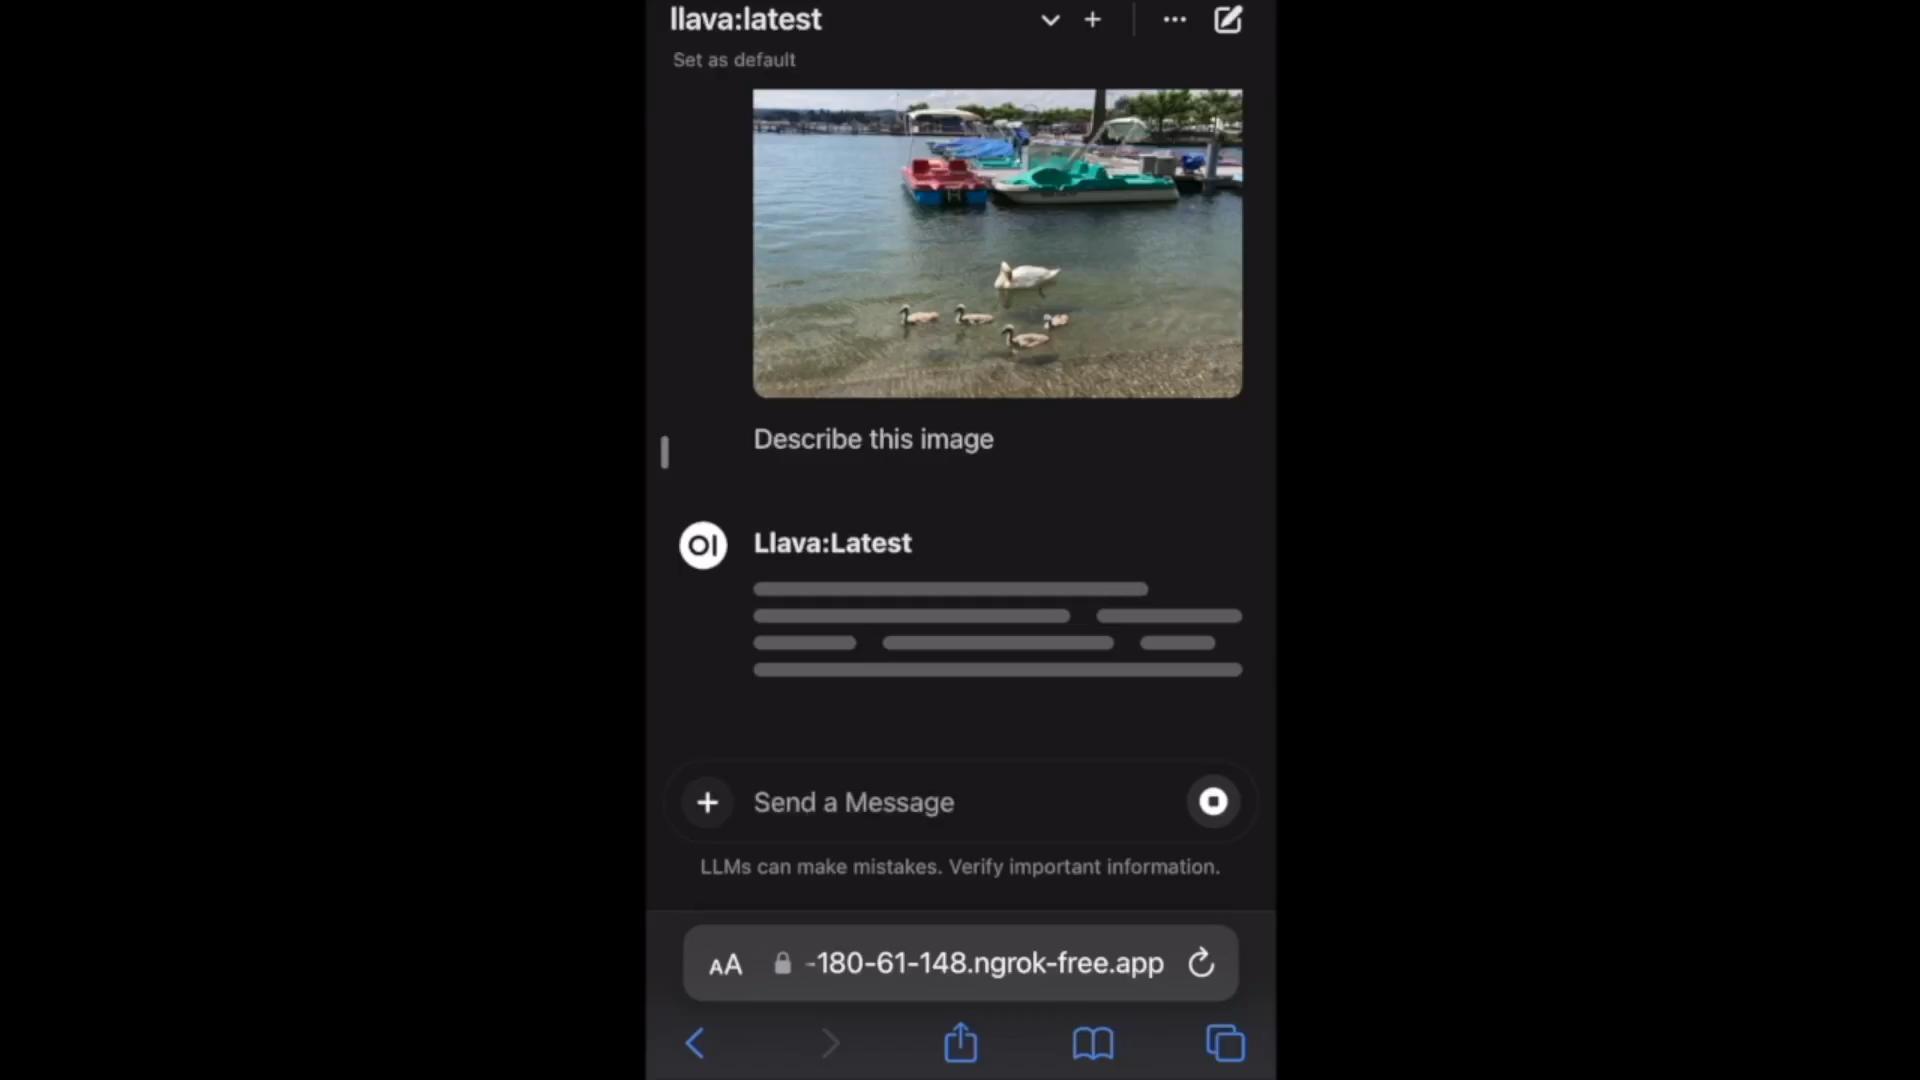 llava:latest
Set as default
Describe this image
OI
Llava:Latest
Send a Message
LLMs can make mistakes. Verify important information.
AA
-180-61-148.ngrok-free.app